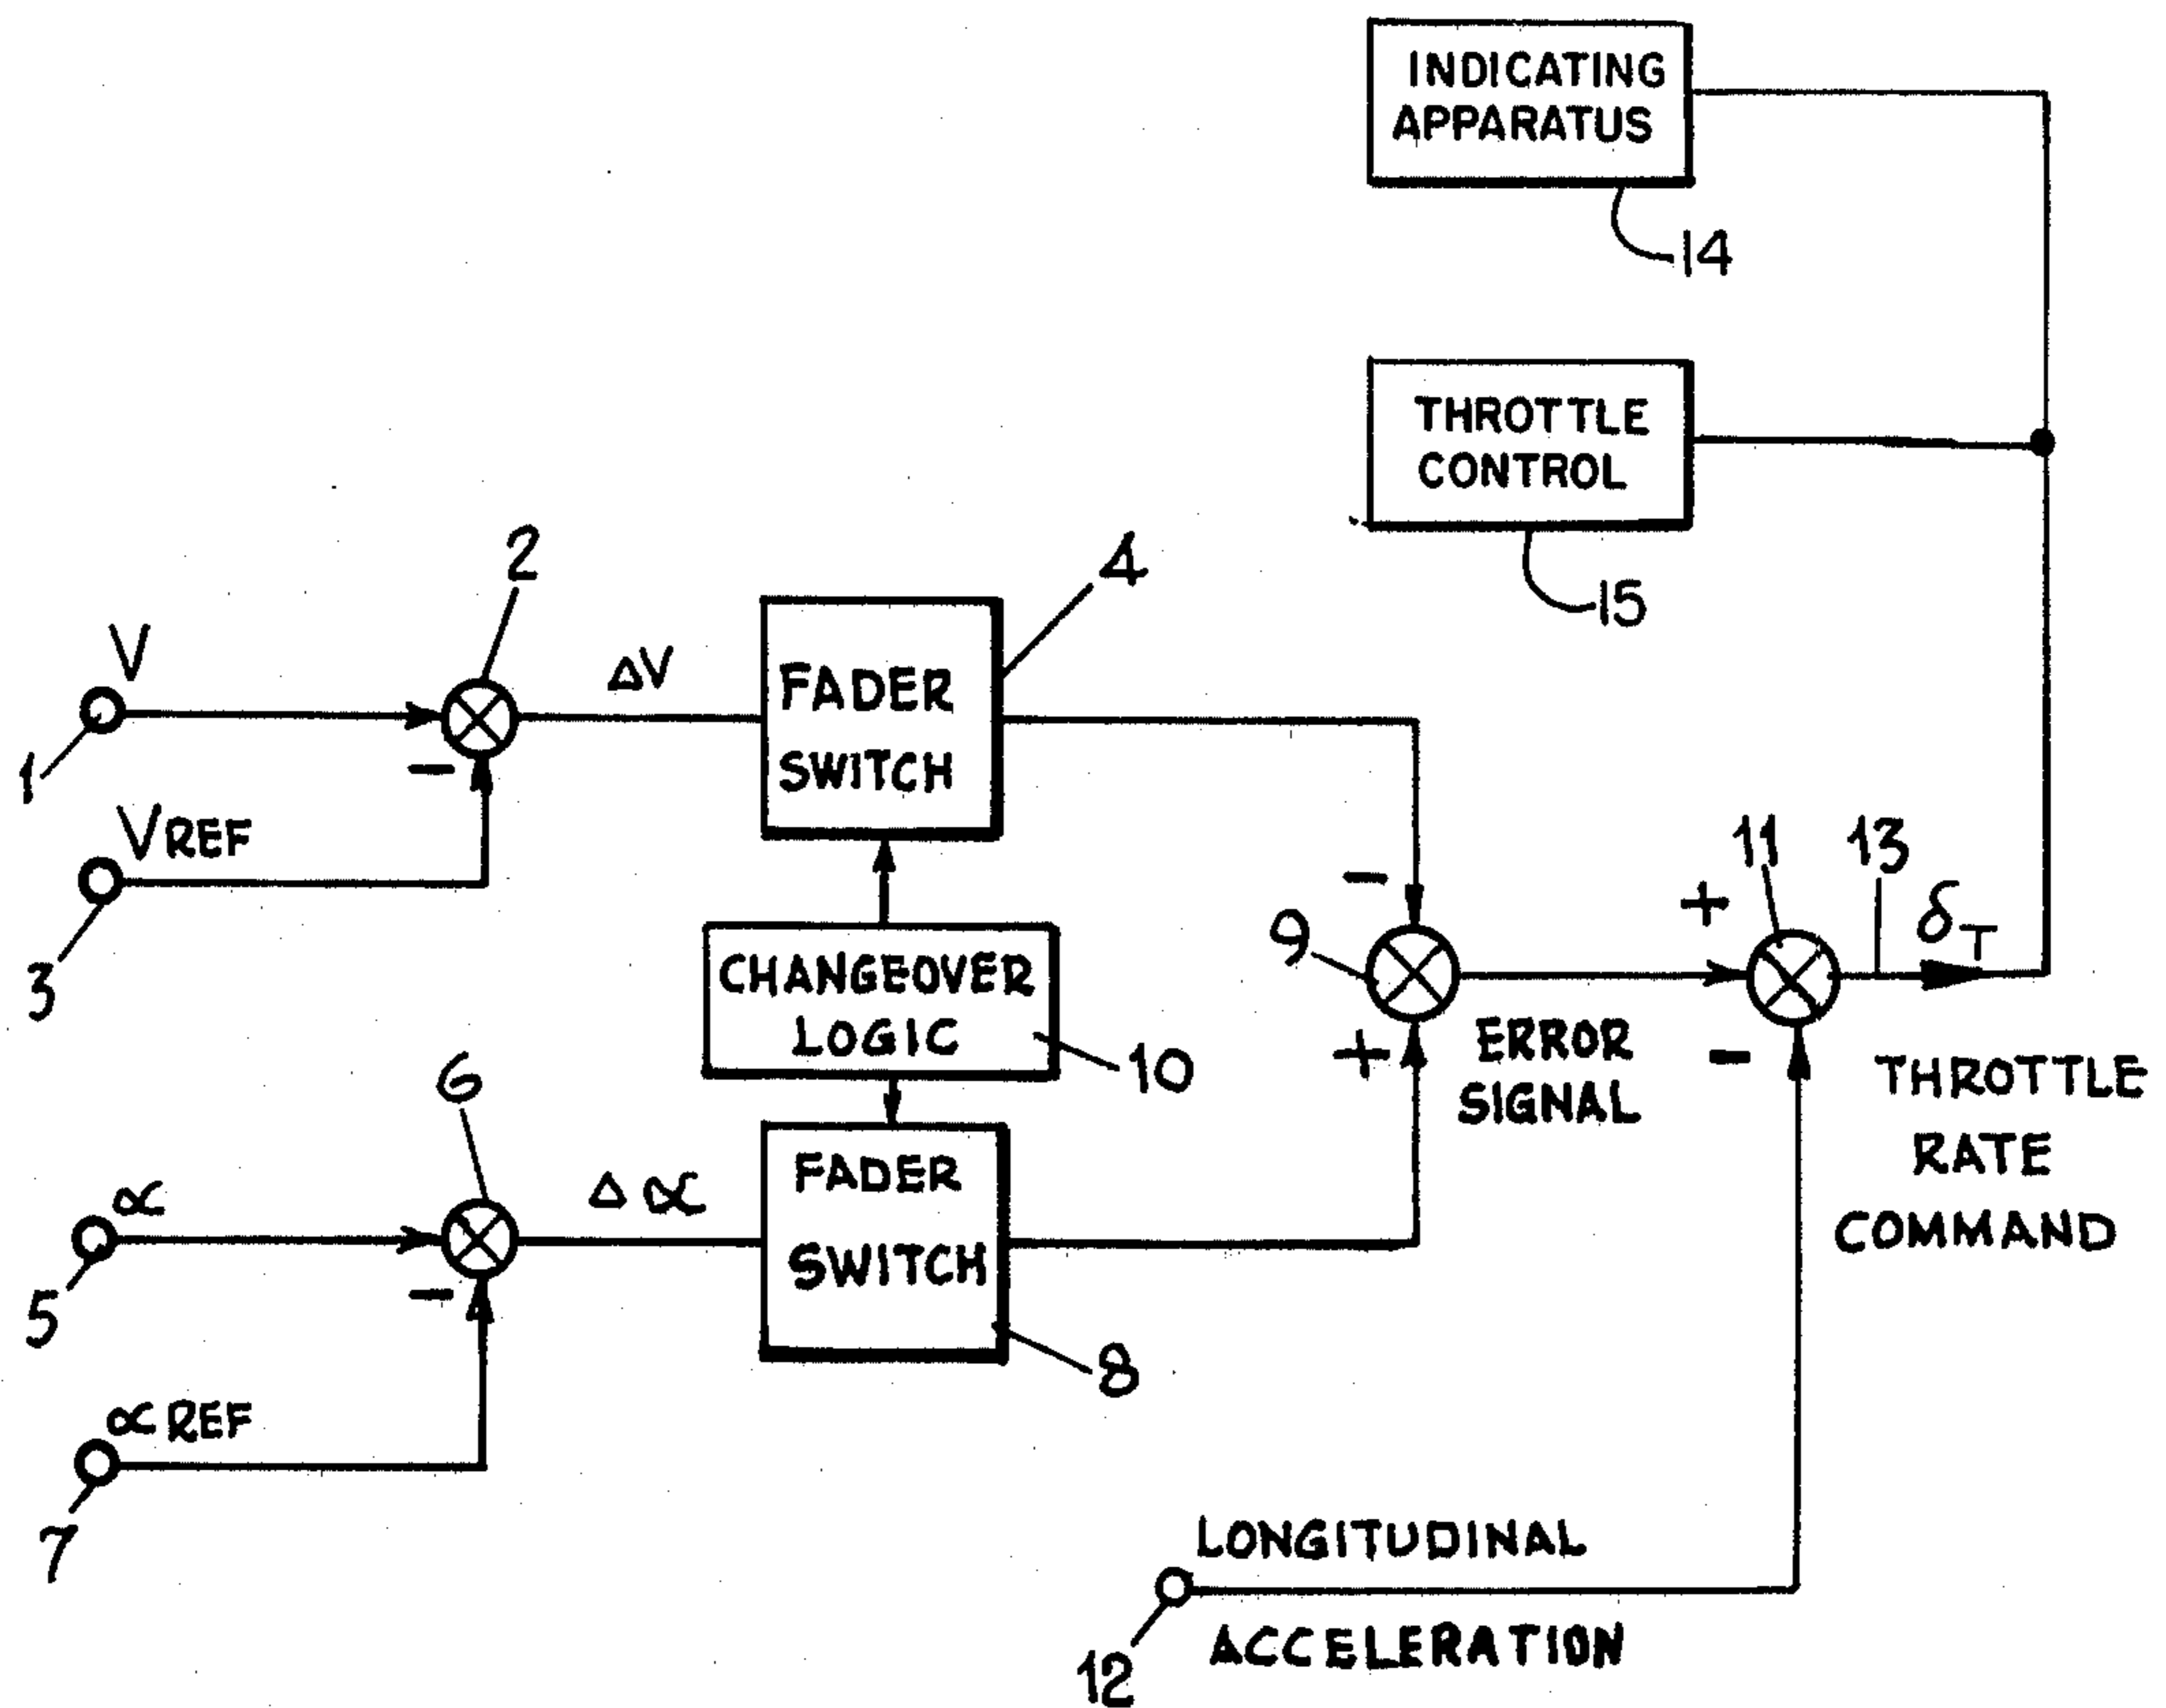 INDICATING
APPARATUS
14
THROTTLE
CONTROL
15
2
4
V
ΔV
FADER
SWITCH
1
VREF
3
CHANGEOVER
LOGIC
10
9
-
-
+
11
13
δT
+
ERROR
SIGNAL
-
THROTTLE
RATE
COMMAND
6
α
Δα
FADER
SWITCH
5
-
8
α REF
7
LONGITUDINAL
ACCELERATION
12